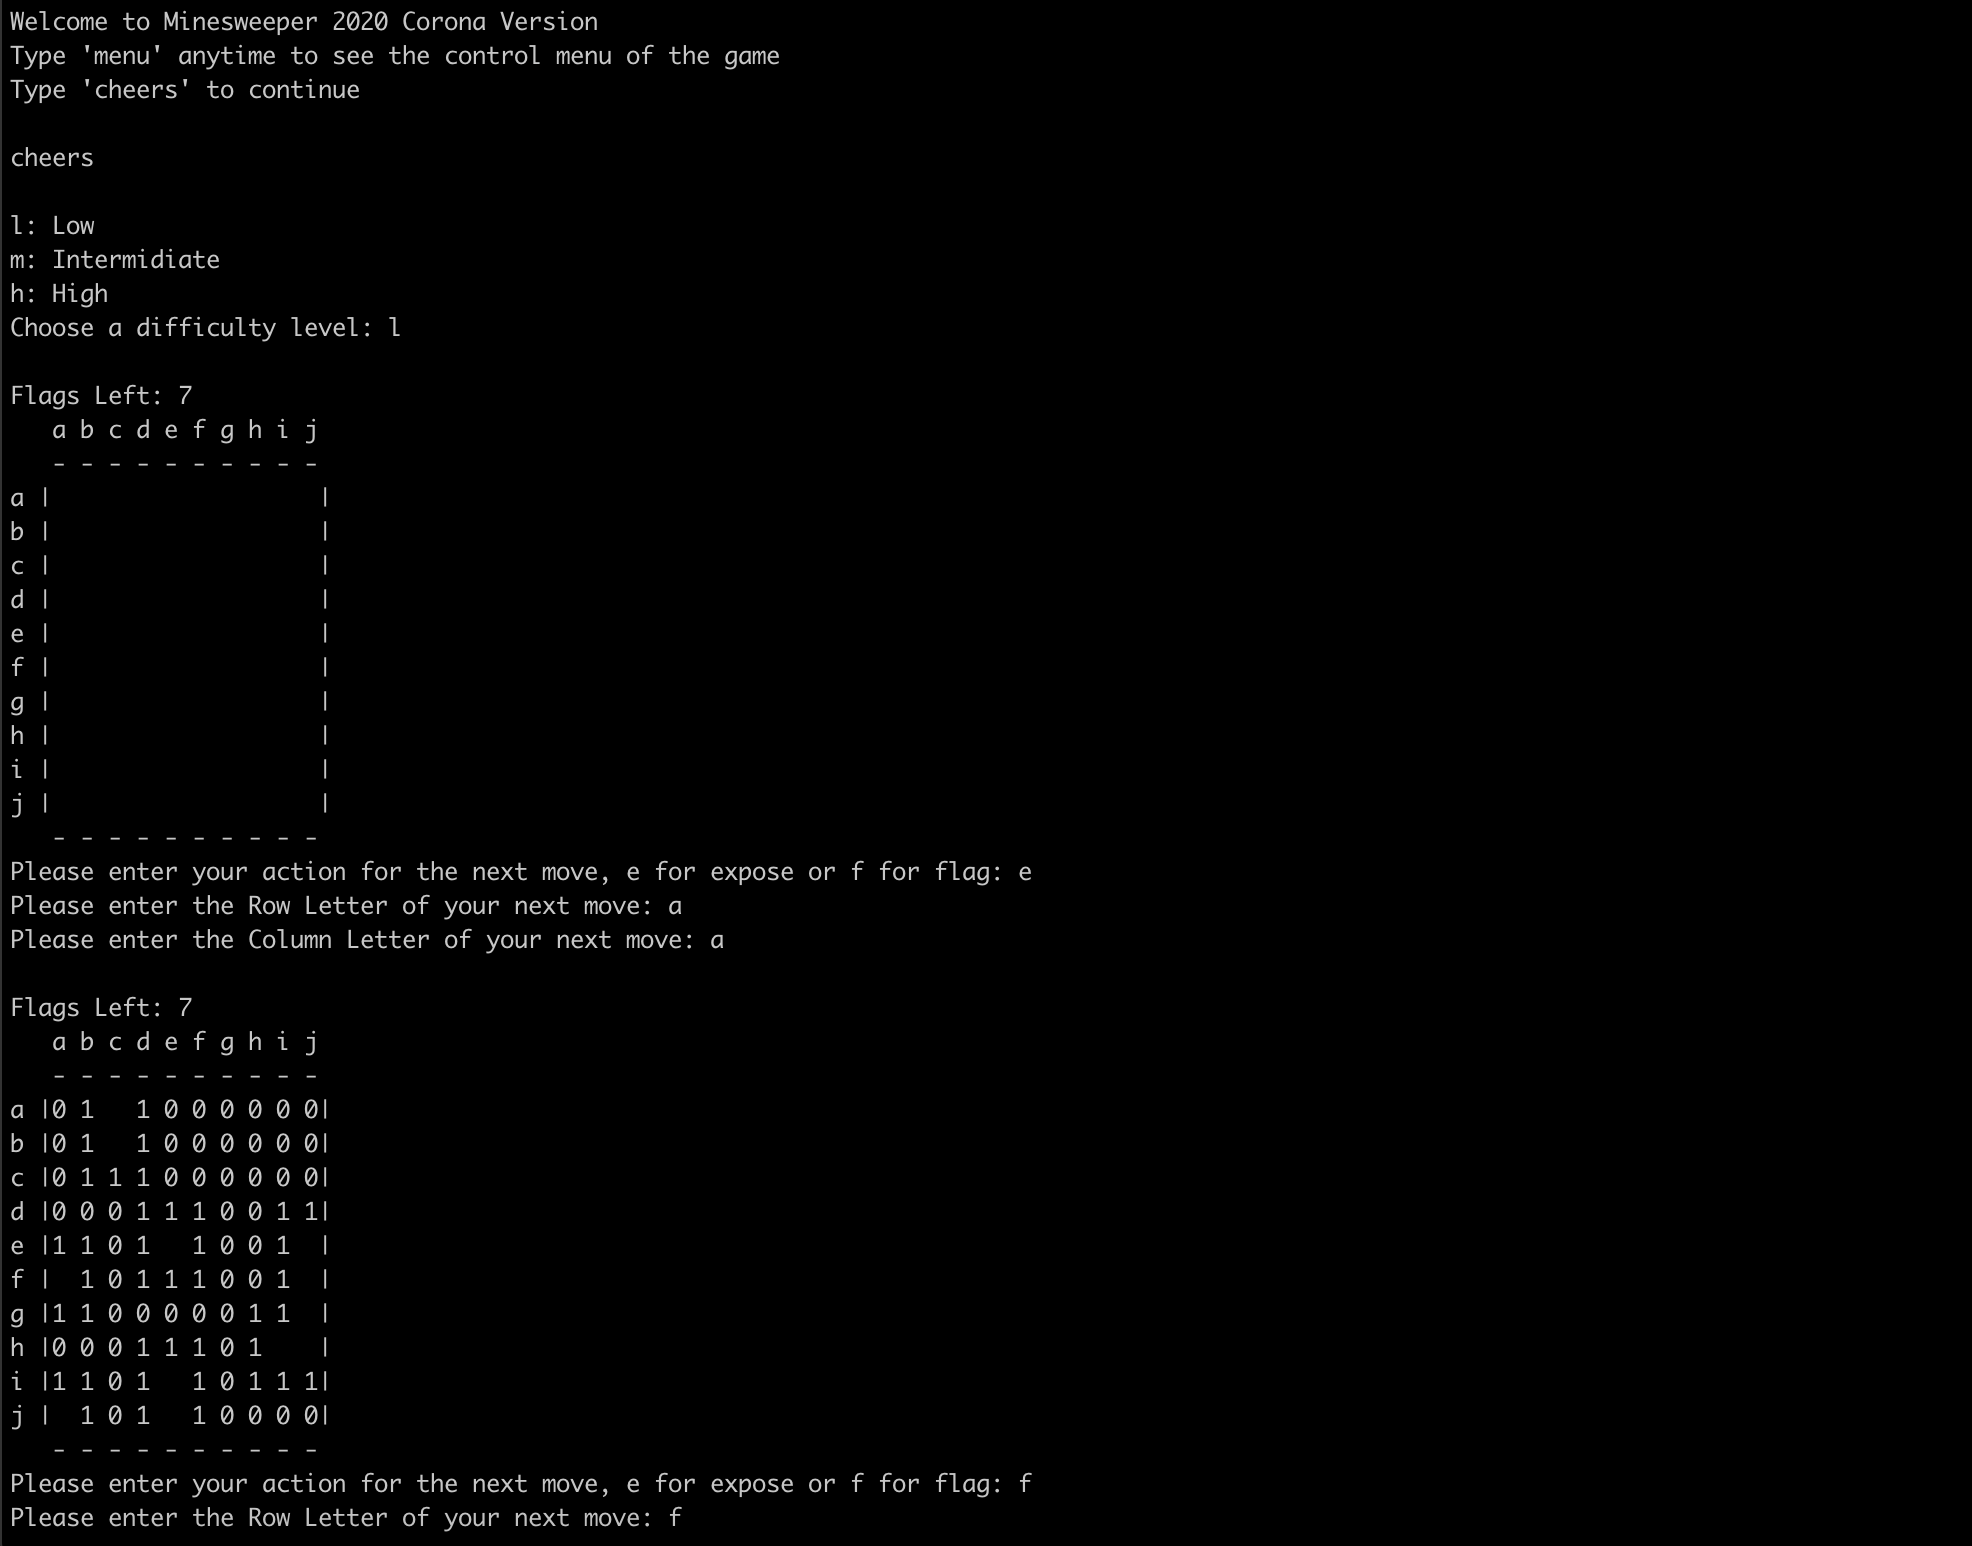 Welcome to Minesweeper 2020 Corona Version
Type 'menu' anytime to see the control menu of the game
Type 'cheers' to continue

cheers

l: Low
m: Intermidiate
h: High
Choose a difficulty level: l

Flags Left: 7
   a b c d e f g h i j
   - - - - - - - - - -
a |                   |
b |                   |
c |                   |
d |                   |
e |                   |
f |                   |
g |                   |
h |                   |
i |                   |
j |                   |
   - - - - - - - - - -
Please enter your action for the next move, e for expose or f for flag: e
Please enter the Row Letter of your next move: a
Please enter the Column Letter of your next move: a

Flags Left: 7
   a b c d e f g h i j
   - - - - - - - - - -
a |0 1   1 0 0 0 0 0 0|
b |0 1   1 0 0 0 0 0 0|
c |0 1 1 1 0 0 0 0 0 0|
d |0 0 0 1 1 1 0 0 1 1|
e |1 1 0 1   1 0 0 1  |
f |  1 0 1 1 1 0 0 1  |
g |1 1 0 0 0 0 0 1 1  |
h |0 0 0 1 1 1 0 1    |
i |1 1 0 1   1 0 1 1 1|
j |  1 0 1   1 0 0 0 0|
   - - - - - - - - - -
Please enter your action for the next move, e for expose or f for flag: f
Please enter the Row Letter of your next move: f